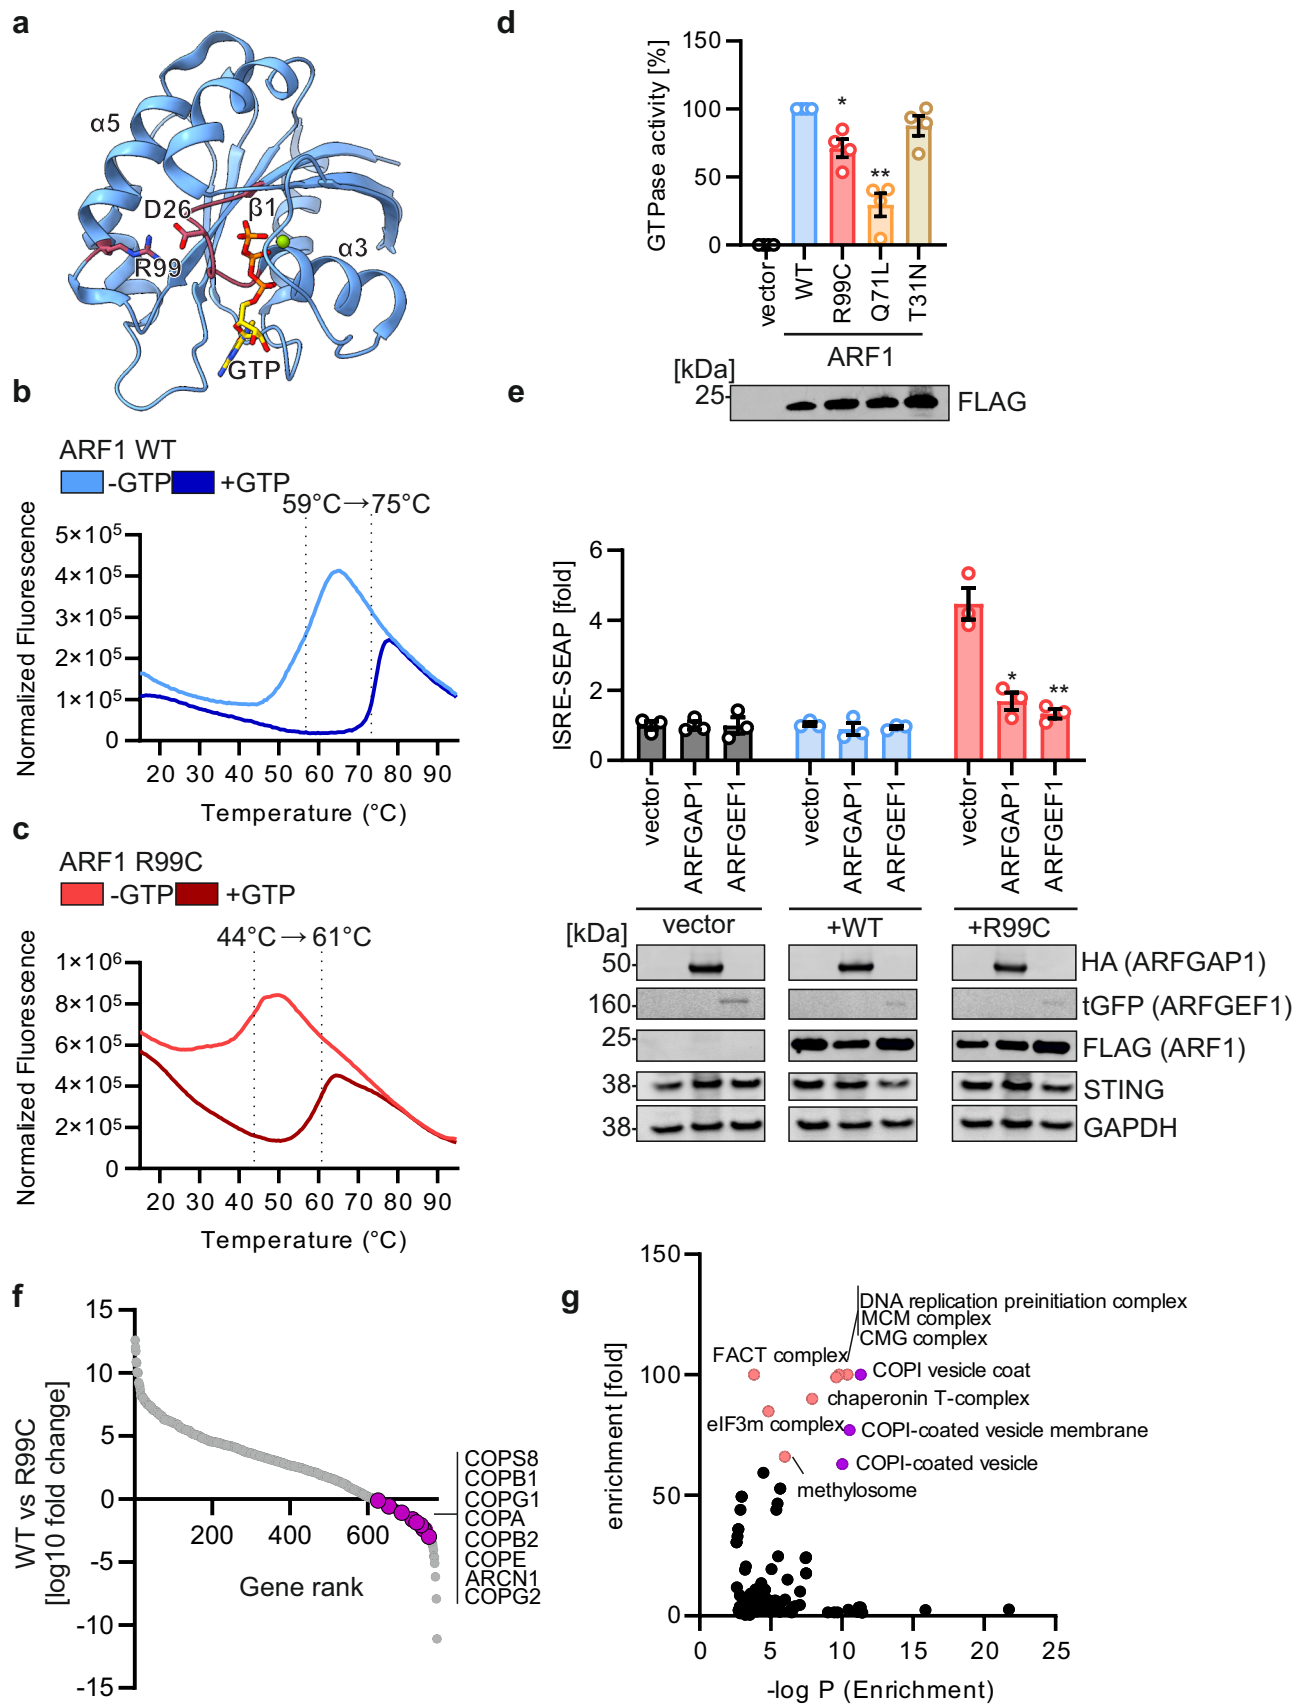 a
α5
D26
β1
R99
α3
GTP
b
ARF1 WT
-GTP
+GTP
59°C→75°C
Normalized Fluorescence
5×10⁵
4×10⁵
3×10⁵
2×10⁵
1×10⁵
0
20 30 40 50 60 70 80 90
Temperature (°C)
c
ARF1 R99C
-GTP
+GTP
44°C→61°C
Normalized Fluorescence
1×10⁶
8×10⁵
6×10⁵
4×10⁵
2×10⁵
0
20 30 40 50 60 70 80 90
Temperature (°C)
d
GTPase activity [%]
150
100
50
0
*
**
vector
WT
R99C
Q71L
T31N
ARF1
[kDa]
25
FLAG
e
ISRE-SEAP [fold]
6
4
2
0
*
**
vector
ARFGAP1
ARFGEF1
vector
ARFGAP1
ARFGEF1
vector
ARFGAP1
ARFGEF1
vector
+WT
+R99C
[kDa]
50
HA (ARFGAP1)
160
tGFP (ARFGEF1)
25
FLAG (ARF1)
38
STING
38
GAPDH
f
WT vs R99C
[log10 fold change]
15
10
5
0
-5
-10
-15
200 400 600
Gene rank
COPS8
COPB1
COPG1
COPA
COPB2
COPE
ARCN1
COPG2
g
enrichment [fold]
150
100
50
0
DNA replication preinitiation complex
MCM complex
CMG complex
FACT complex
COPI vesicle coat
chaperonin T-complex
eIF3m complex
COPI-coated vesicle membrane
COPI-coated vesicle
methylosome
0 5 10 15 20 25
-log P (Enrichment)